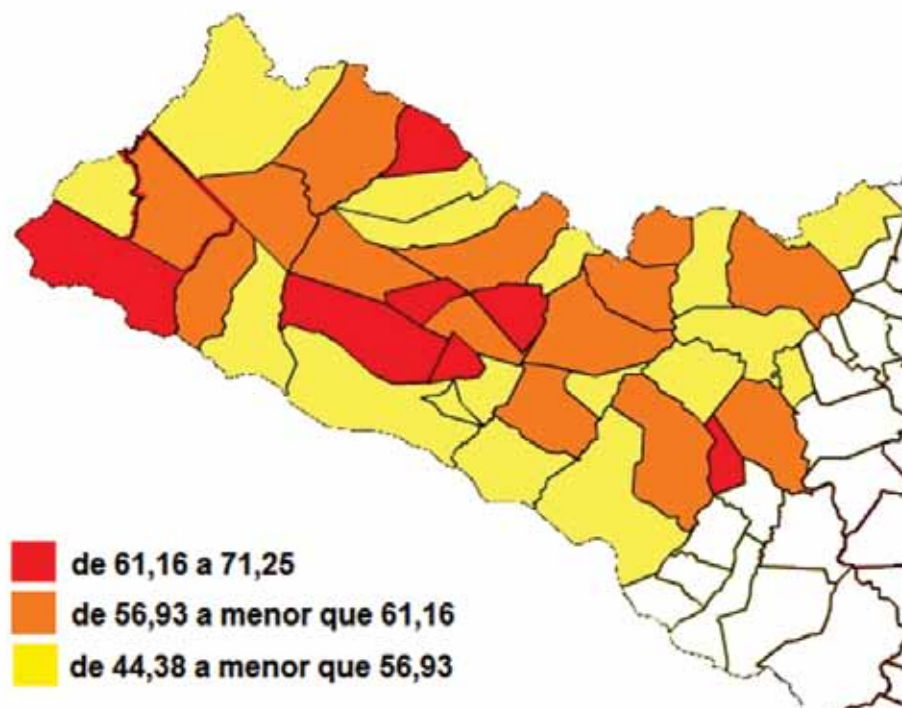 de 61,16 a 71,25
de 56,93 a menor que 61,16
de 44,38 a menor que 56,93